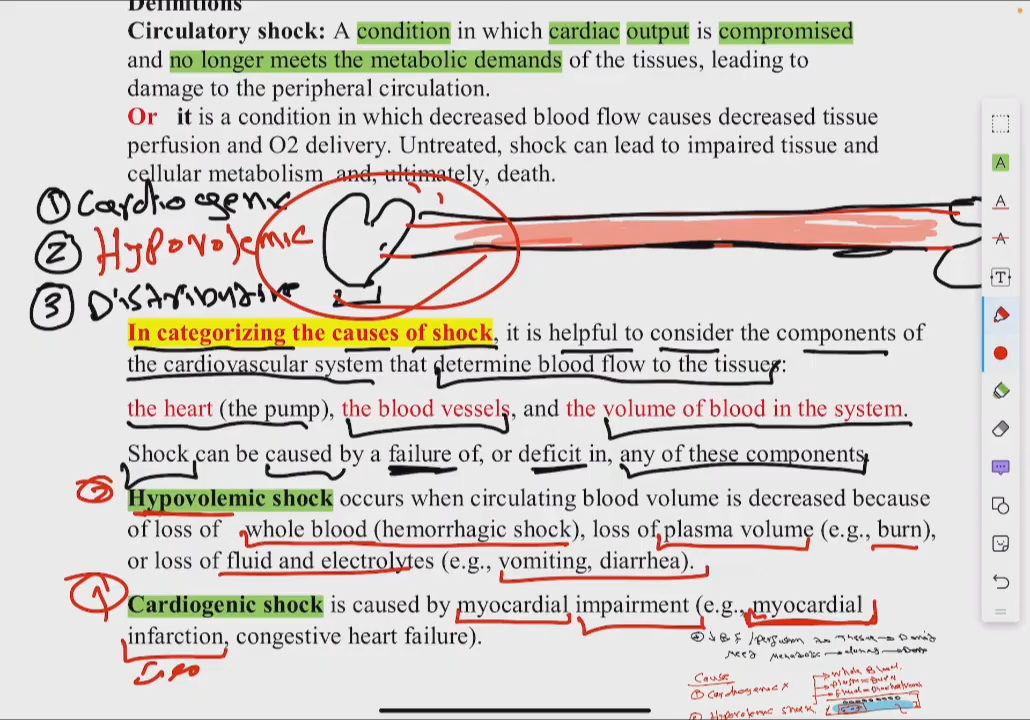 Definitions
Circulatory shock: A condition in which cardiac output is compromised
and no longer meets the metabolic demands of the tissues, leading to
damage to the peripheral circulation.
Or it is a condition in which decreased blood flow causes decreased tissue
perfusion and O2 delivery. Untreated, shock can lead to impaired tissue and
cellular metabolism and, ultimately, death.
① Cardiogenic
② Hypovolemic
③ Distributive
In categorizing the causes of shock, it is helpful to consider the components of
the cardiovascular system that determine blood flow to the tissues:
the heart (the pump), the blood vessels, and the volume of blood in the system.
Shock can be caused by a failure of, or deficit in, any of these components
Hypovolemic shock occurs when circulating blood volume is decreased because
of loss of whole blood (hemorrhagic shock), loss of plasma volume (e.g., burn),
or loss of fluid and electrolytes (e.g., vomiting, diarrhea).
Cardiogenic shock is caused by myocardial impairment (e.g., myocardial
infarction, congestive heart failure).
Cause
① Cardiogenic
Whole Blood
Plasma = Burn
Hypovolemic shock